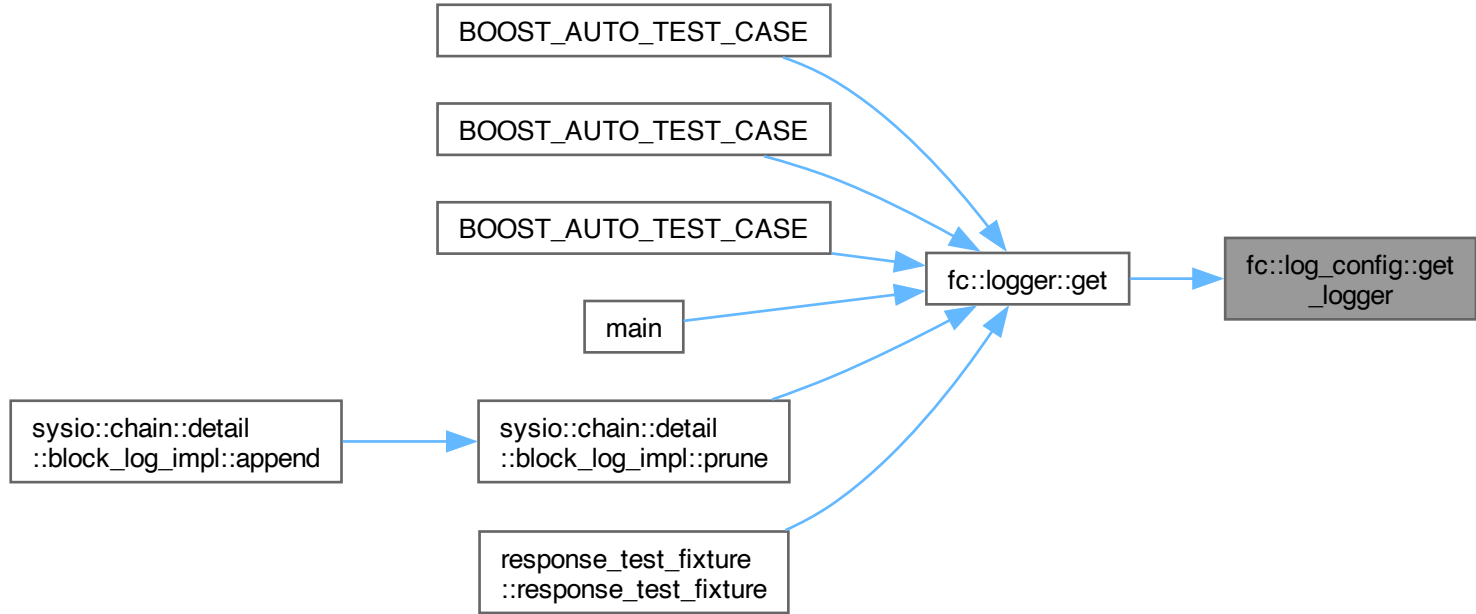 BOOST_AUTO_TEST_CASE
BOOST_AUTO_TEST_CASE
BOOST_AUTO_TEST_CASE
fc::logger::get
fc::log_config::get
_logger
main
sysio::chain::detail
::block_log_impl::append
sysio::chain::detail
::block_log_impl::prune
response_test_fixture
::response_test_fixture